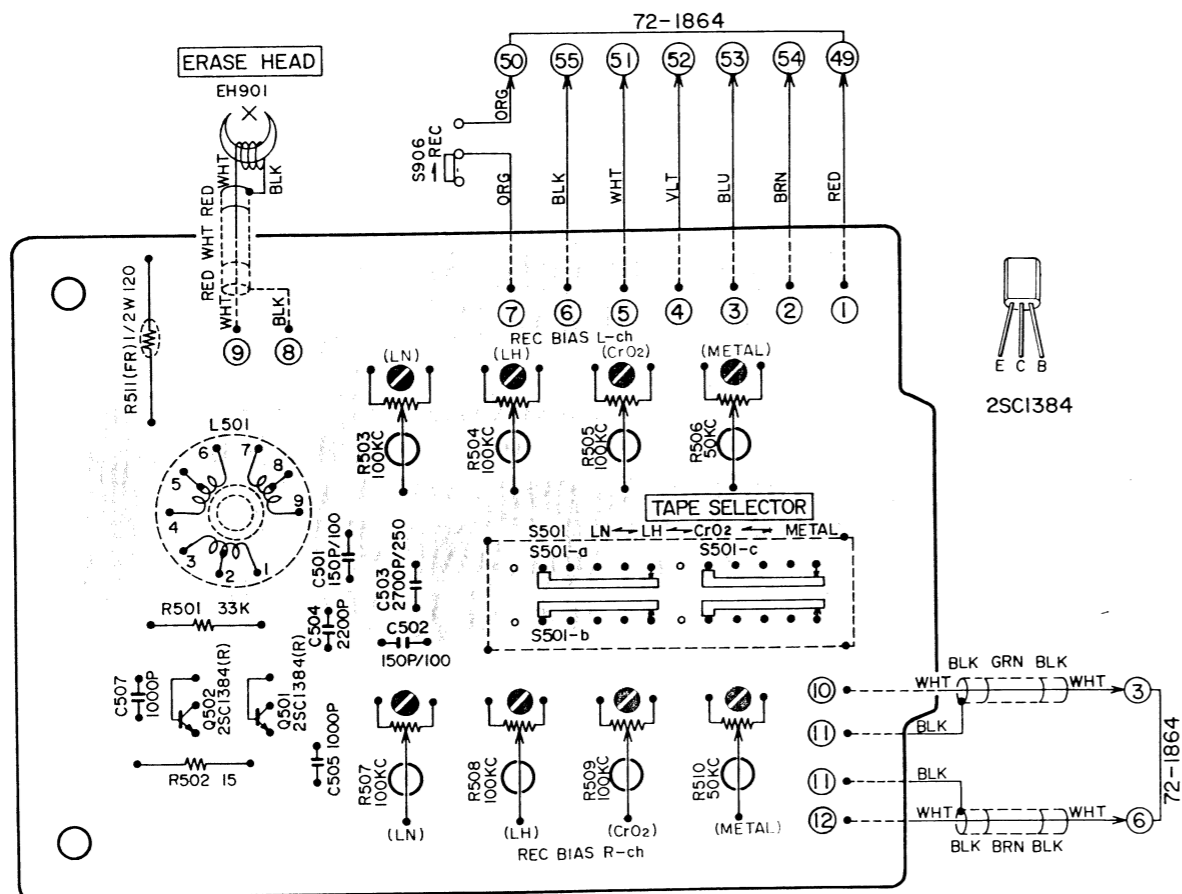 72-1864
50 55 51 52 53 54 49
ERASE HEAD
EH901
S906
REC
ORG
ORG BLK WHT VLT BLU BRN RED
WHT
BLK
RED WHT RED
WHT
BLK
9 8
7 6 5 4 3 2 1
R511(FR)1/2W 120
REC BIAS L-ch
(LN) (LH) (CrO2) (METAL)
R503 100KC
R504 100KC
R505 100KC
R506 50KC
E C B
2SC1384
L501
6 7
5 8
4 9
3 2 1
TAPE SELECTOR
S501 LN LH CrO2 METAL
S501-a S501-c
S501-b
C501 150P/100
C503 2700P/250
C504 2200P
C502
150P/100
R501 33K
C507 1000P
Q502 2SC1384(R)
Q501 2SC1384(R)
R502 15
C505 1000P
R507 100KC
R508 100KC
R509 100KC
R510 50KC
(LN) (LH) (CrO2) (METAL)
REC BIAS R-ch
BLK GRN BLK
10 WHT WHT 3
11 BLK
11 BLK
12 WHT WHT 6
BLK BRN BLK
72-1864